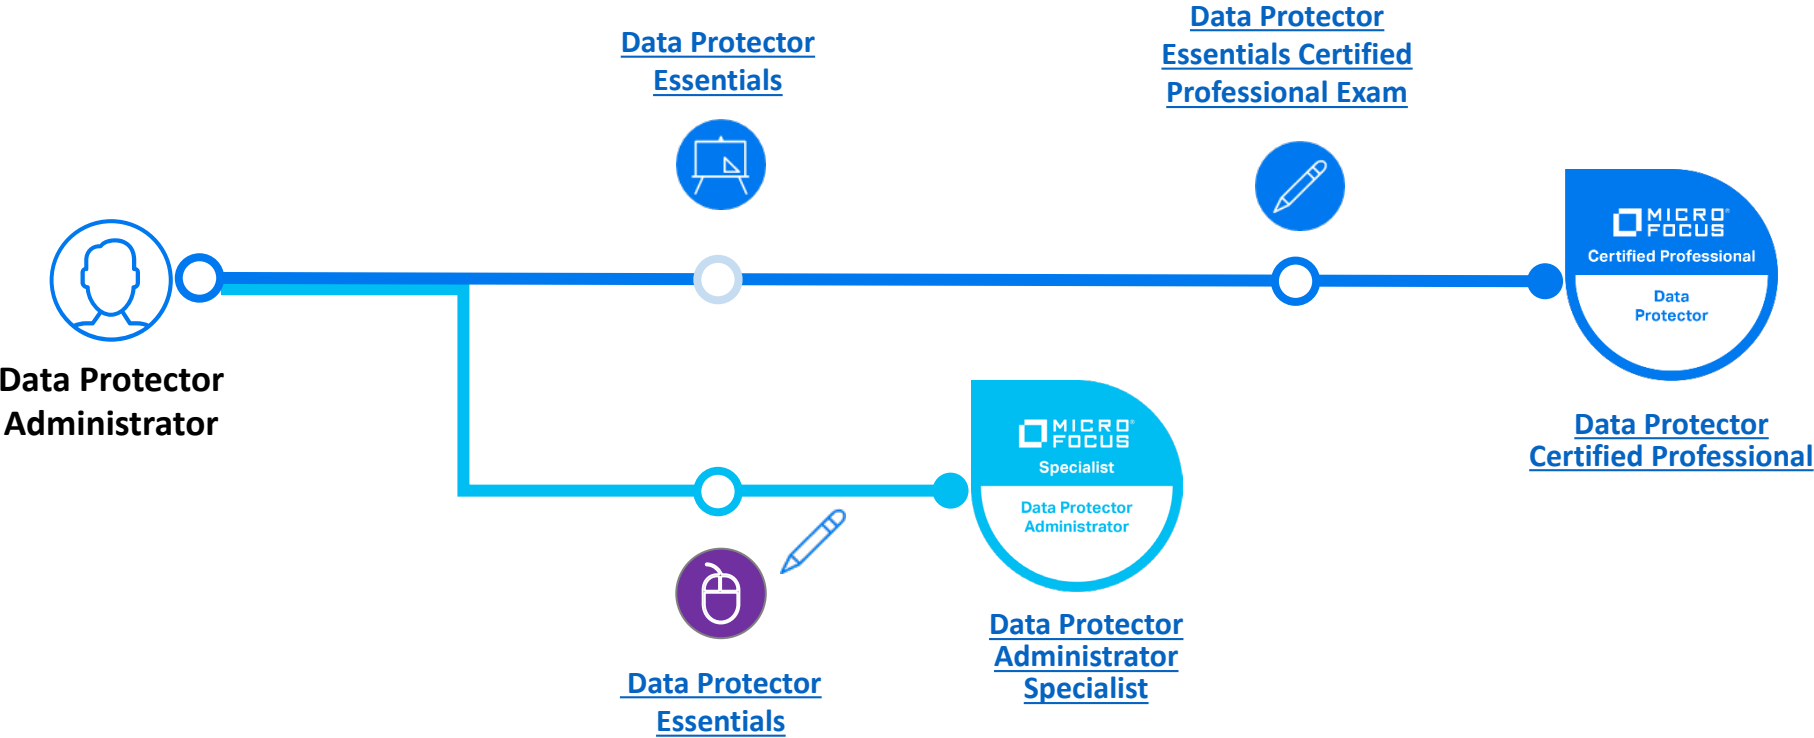 Data Protector
Essentials
Data Protector
Essentials Certified
Professional Exam
MICRO
FOCUS
Certified Professional
Data
Protector
Data Protector
Administrator
Data Protector
Certified Professional
MICRO
FOCUS
Specialist
Data Protector
Administrator
Data Protector
Administrator
Specialist
Data Protector
Essentials